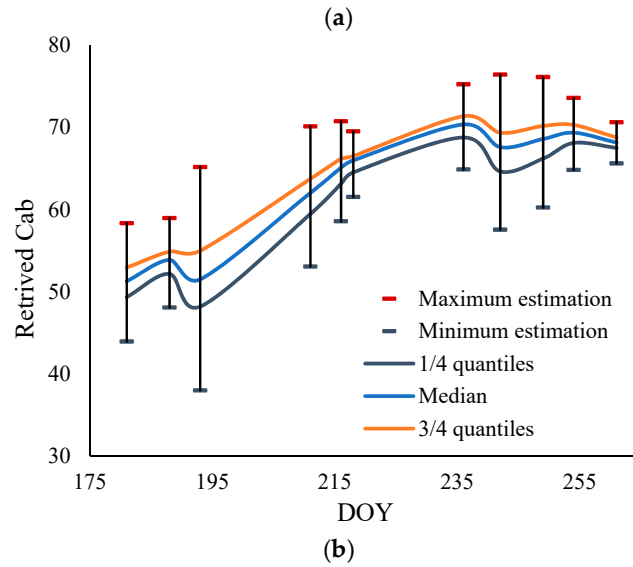 (a)
80
70
60
50
40
30
Retrived Cab
Maximum estimation
Minimum estimation
1/4 quantiles
Median
3/4 quantiles
175
195
215
235
255
DOY
(b)